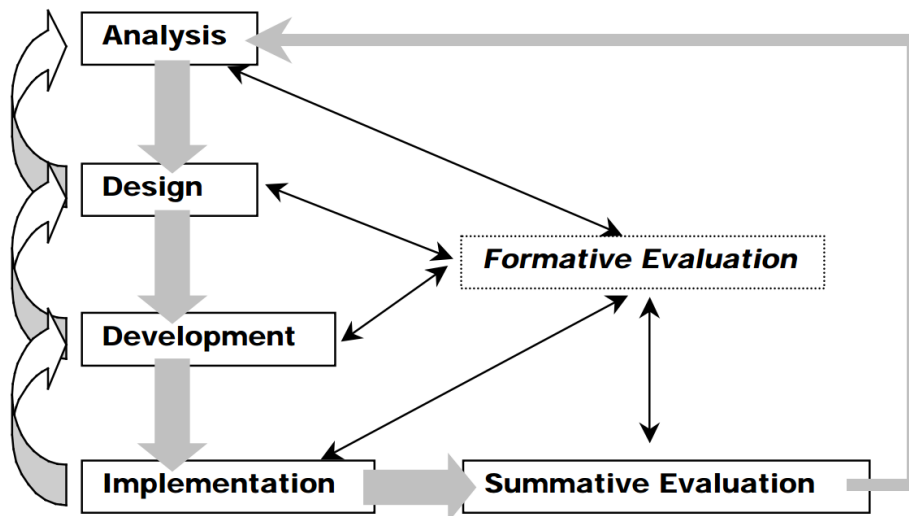 Analysis
Design
Formative Evaluation
Development
Implementation
Summative Evaluation